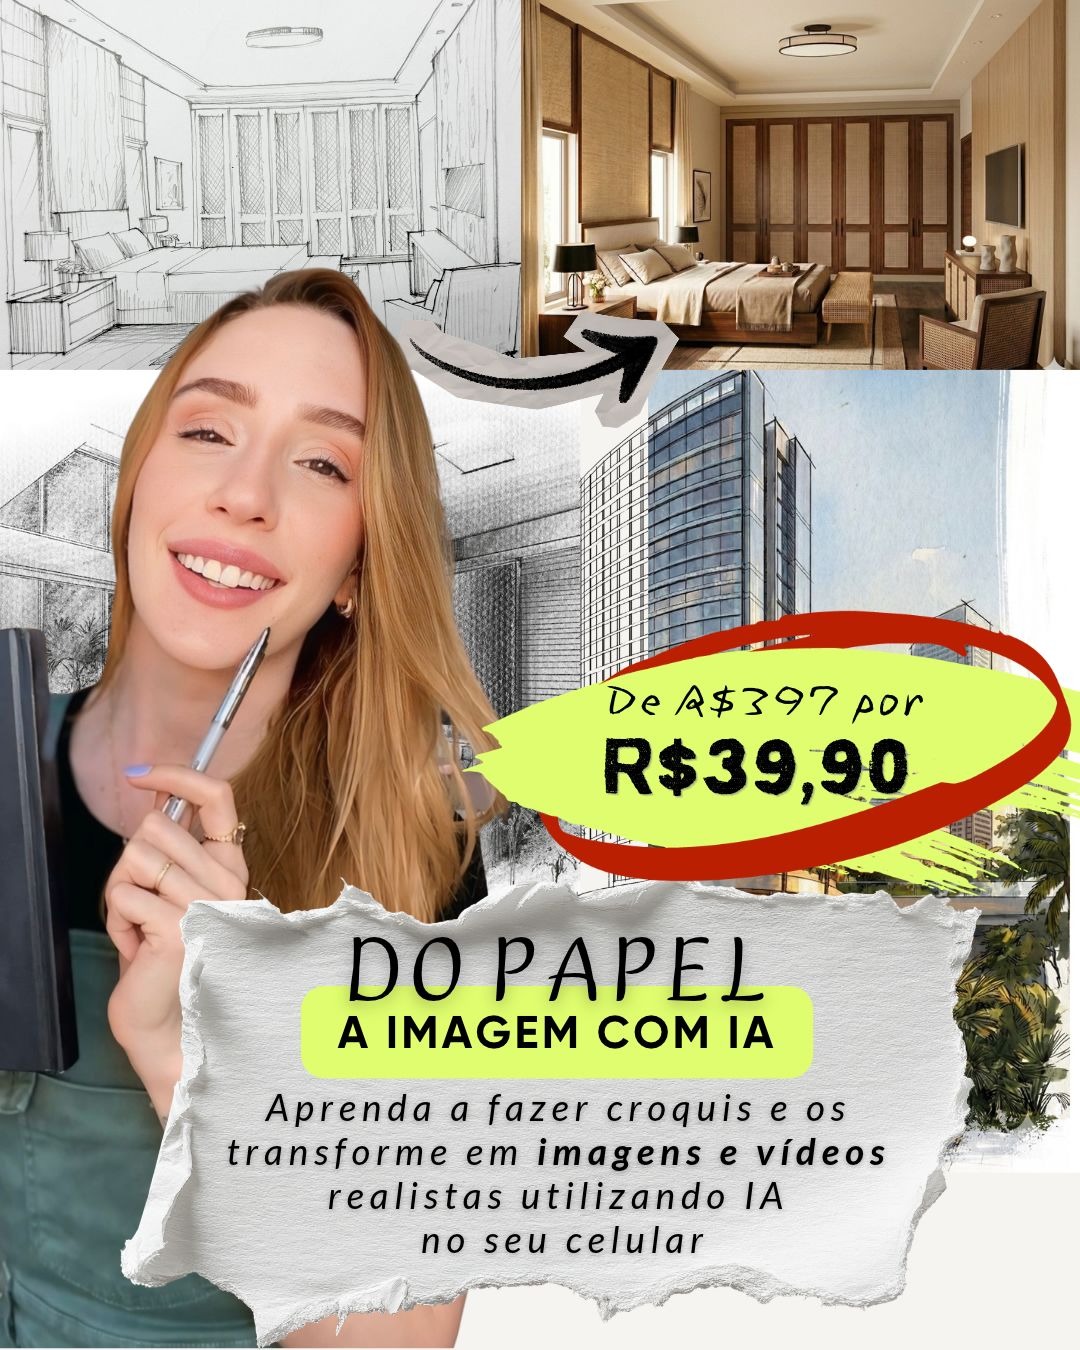 De R$397 por
R$39,90
DO PAPEL
A IMAGEM COM IA
Aprenda a fazer croquis e os
transforme em imagens e vídeos
realistas utilizando IA
no seu celular